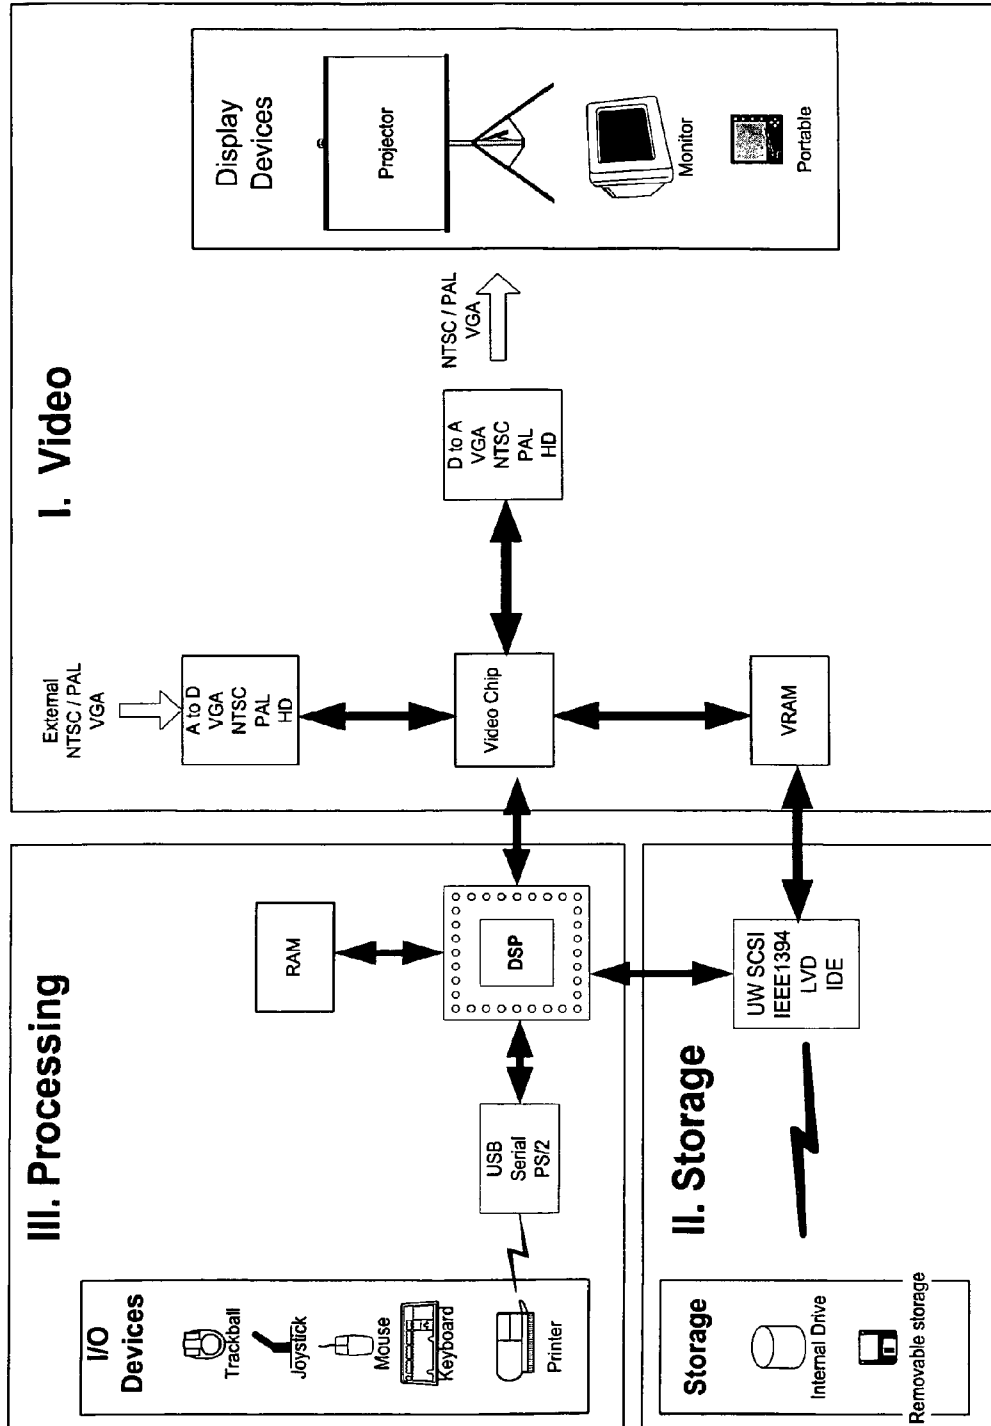 III. Processing
I/O
Devices
Trackball
Joystick
Mouse
Keyboard
Printer
USB
Serial
PS/2
RAM
DSP
II. Storage
Storage
Internal Drive
Removable storage
UW SCSI
IEEE1394
LVD
IDE
I. Video
External
NTSC / PAL
VGA
A to D
VGA
NTSC
PAL
HD
Video Chip
VRAM
D to A
VGA
NTSC
PAL
HD
NTSC / PAL
VGA
Display
Devices
Projector
Monitor
Portable